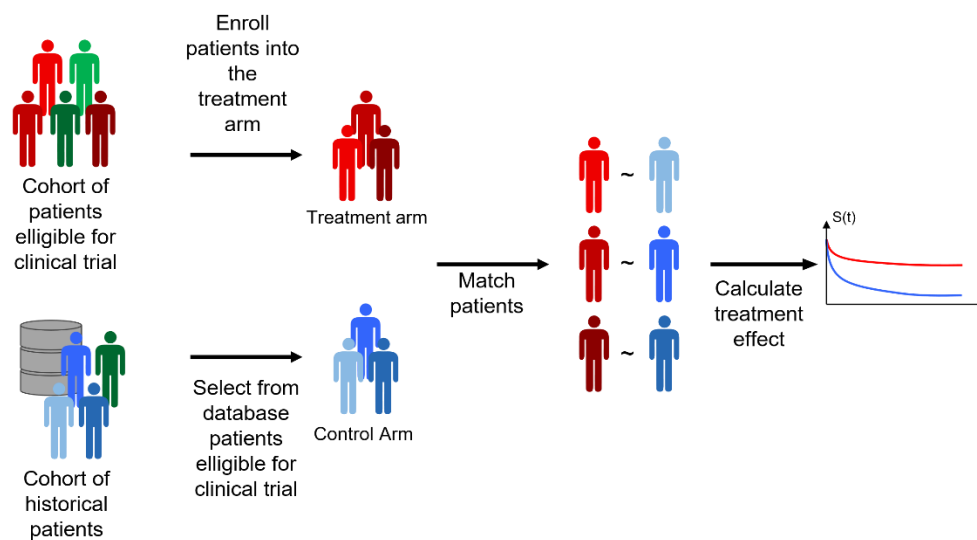 Enroll
patients into
the
treatment
arm
Cohort of
patients
elligible for
clinical trial
Treatment arm
~
~
~
Match
patients
S(t)
Calculate
treatment
effect
Select from
database
patients
elligible for
clinical trial
Control Arm
Cohort of
historical
patients